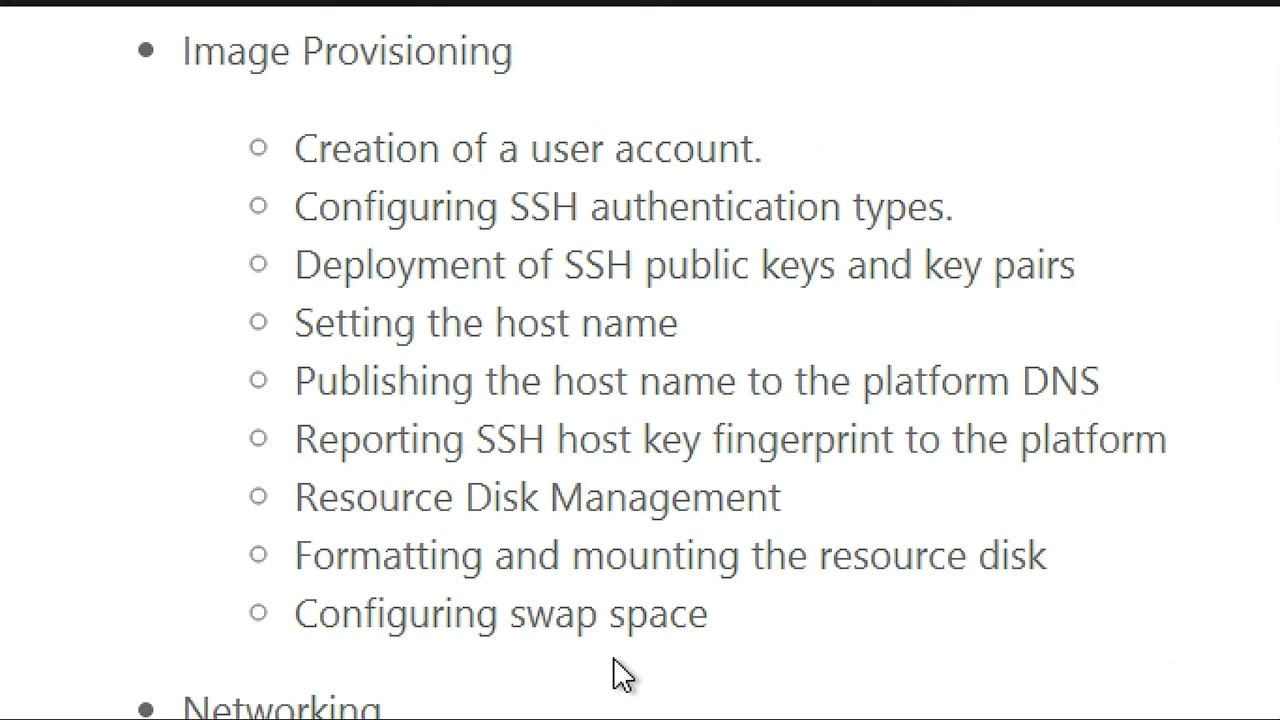 Image Provisioning
Creation of a user account.
Configuring SSH authentication types.
Deployment of SSH public keys and key pairs
Setting the host name
Publishing the host name to the platform DNS
Reporting SSH host key fingerprint to the platform
Resource Disk Management
Formatting and mounting the resource disk
Configuring swap space
Networking